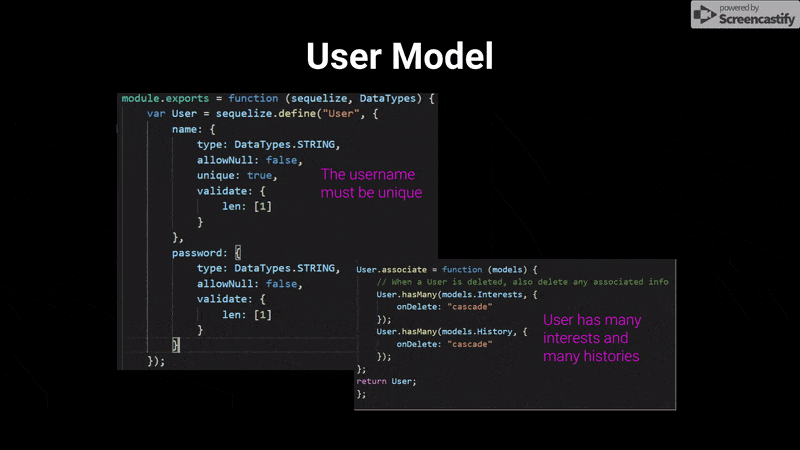 powered by
Screencastify
User Model
module.exports = function (sequelize, DataTypes) {
var User = sequelize.define("User", {
name: {
type: DataTypes.STRING,
allowNull: false,
unique: true,
validate: {
len: [1]
}
},
password: {
type: DataTypes.STRING,
allowNull: false,
validate: {
len: [1]
}
}
});
The username
must be unique
User.associate = function (models) {
// When a User is deleted, also delete any associated info
User.hasMany(models.Interests, {
onDelete: "cascade"
});
User.hasMany(models.History, {
onDelete: "cascade"
});
};
return User;
};
User has many
interests and
many histories